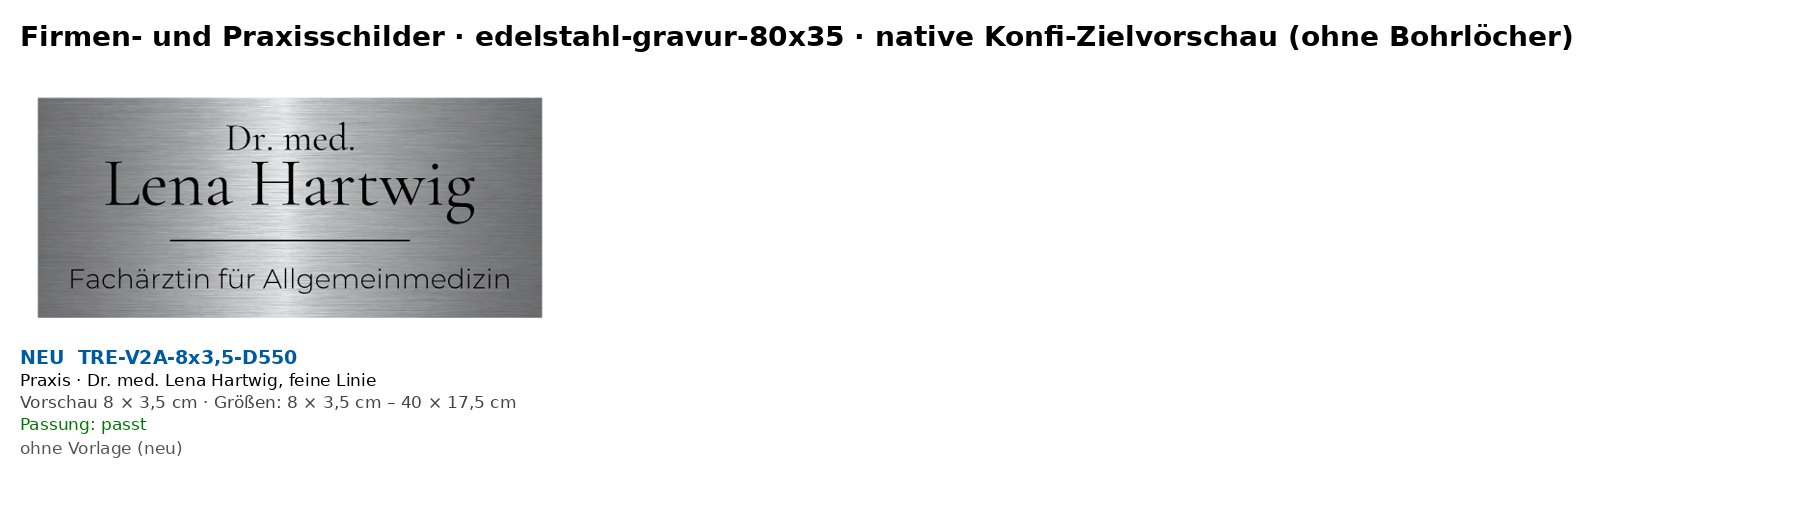 Firmen- und Praxisschilder · edelstahl-gravur-80x35 · native Konfi-Zielvorschau (ohne Bohrlöcher)
Dr. med.
Lena Hartwig
Fachärztin für Allgemeinmedizin
NEU TRE-V2A-8x3,5-D550
Praxis · Dr. med. Lena Hartwig, feine Linie
Vorschau 8 × 3,5 cm · Größen: 8 × 3,5 cm – 40 × 17,5 cm
Passung: passt
ohne Vorlage (neu)